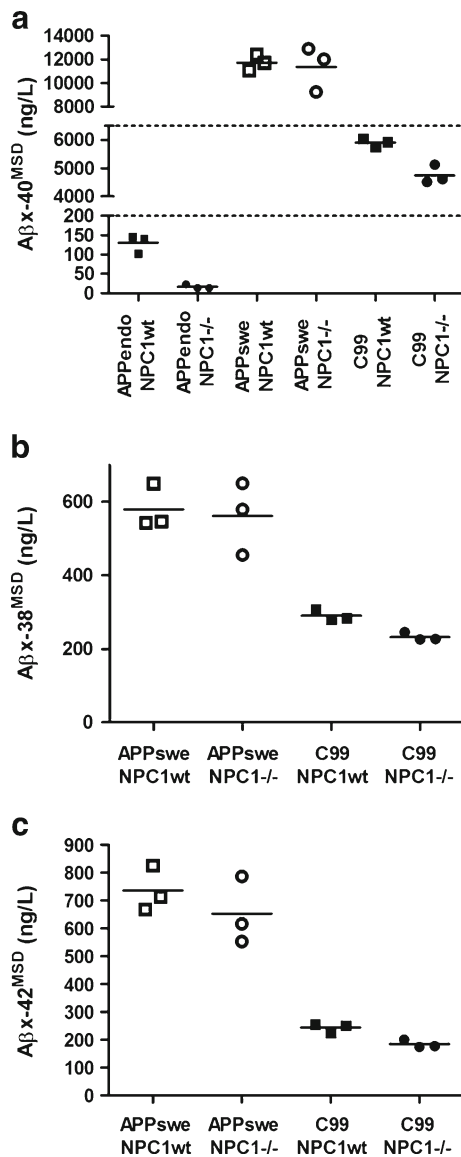 a
Aβx-40MSD (ng/L)
14000
12000
10000
8000
6000
5000
4000
200
150
100
50
0
APPendo
NPC1wt
APPendo
NPC1-/-
APPswe
NPC1wt
APPswe
NPC1-/-
C99
NPC1wt
C99
NPC1-/-
b
Aβx-38MSD (ng/L)
600
400
200
0
APPswe
NPC1wt
APPswe
NPC1-/-
C99
NPC1wt
C99
NPC1-/-
c
Aβx-42MSD (ng/L)
900
800
700
600
500
400
300
200
100
0
APPswe
NPC1wt
APPswe
NPC1-/-
C99
NPC1wt
C99
NPC1-/-